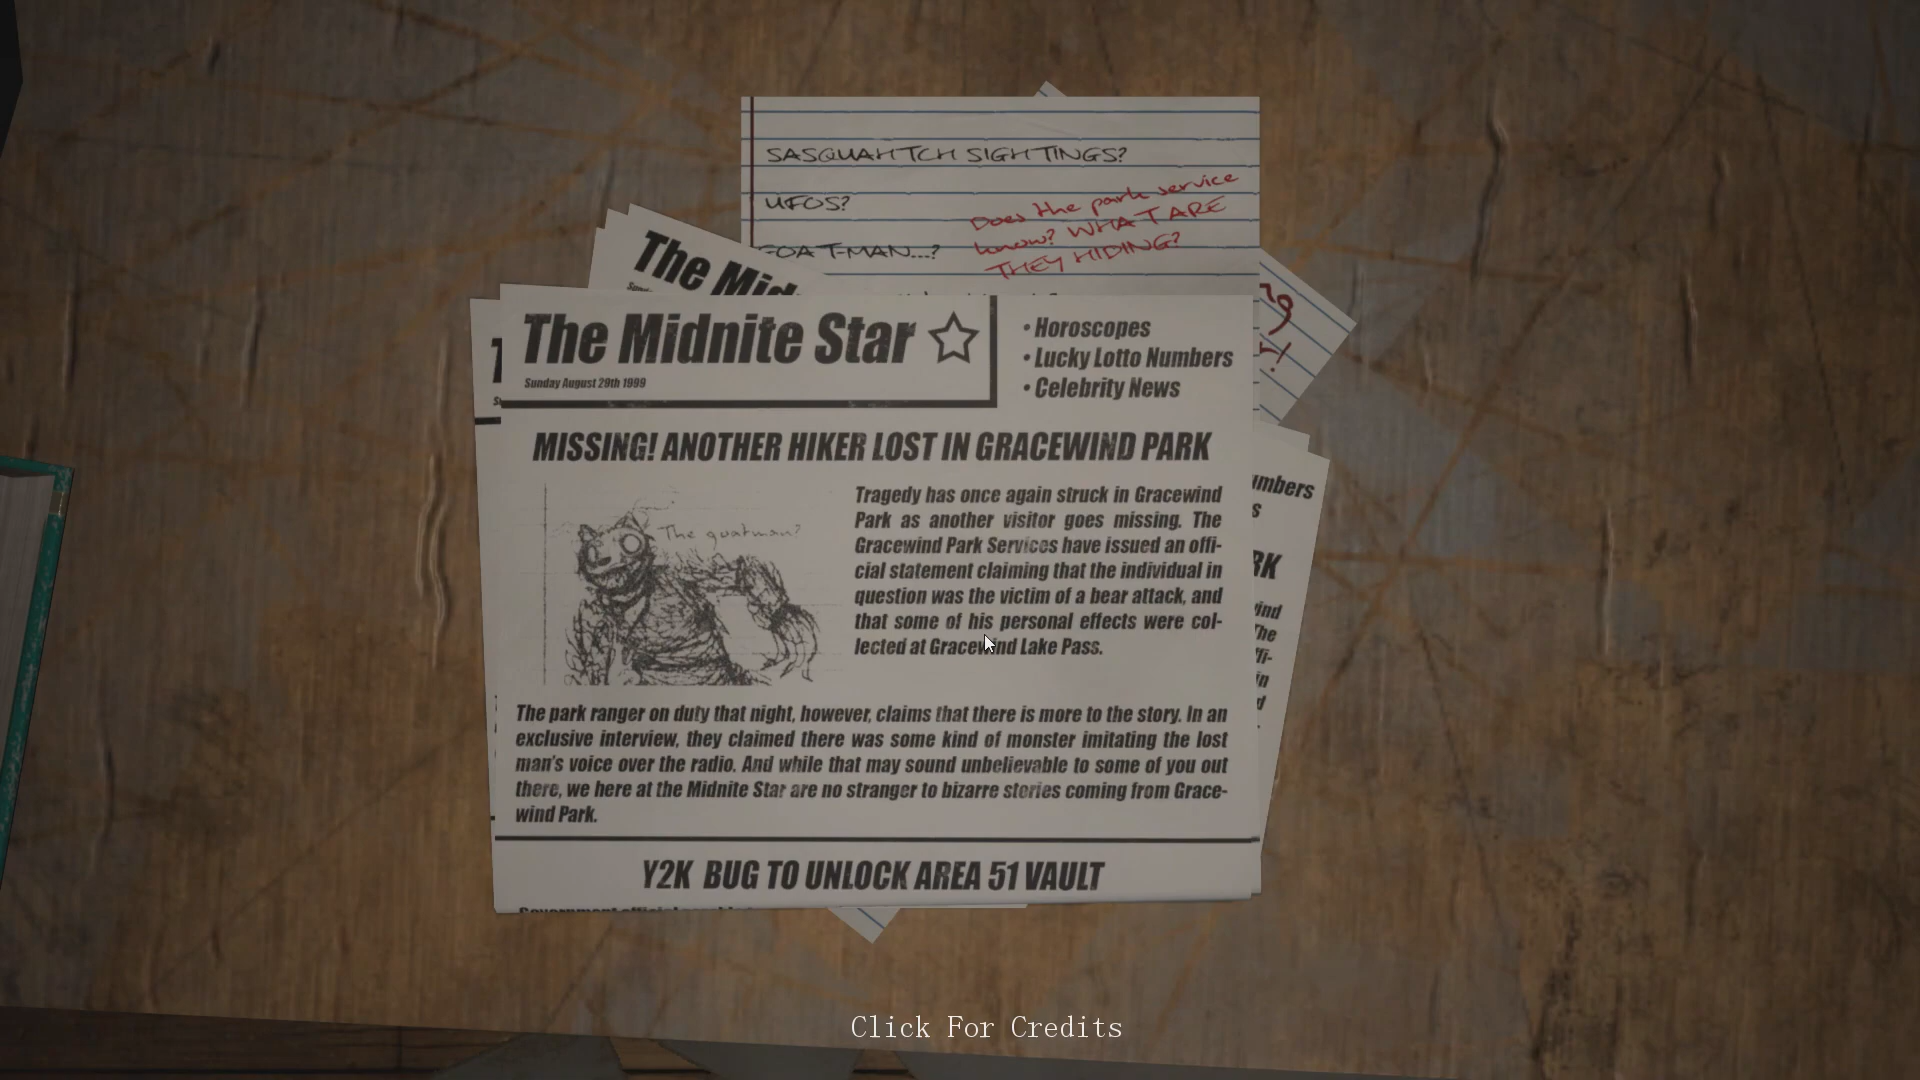 SASQUAHTCH SIGHTINGS?
UFOS?
GOATMAN...?
Does the park service
know? WHAT ARE
THEY HIDING?
The Mid
The Midnite Star
Sunday August 29th 1999
• Horoscopes
• Lucky Lotto Numbers
• Celebrity News
MISSING! ANOTHER HIKER LOST IN GRACEWIND PARK
The goatman?
Tragedy has once again struck in Gracewind
Park as another visitor goes missing. The
Gracewind Park Services have issued an offi-
cial statement claiming that the individual in
question was the victim of a bear attack, and
that some of his personal effects were col-
lected at Gracewind Lake Pass.
The park ranger on duty that night, however, claims that there is more to the story. In an
exclusive interview, they claimed there was some kind of monster imitating the lost
man's voice over the radio. And while that may sound unbelievable to some of you out
there, we here at the Midnite Star are no stranger to bizarre stories coming from Grace-
wind Park.
Y2K BUG TO UNLOCK AREA 51 VAULT
umbers
s
RK
wind
The
ffi-
in
d
Click For Credits